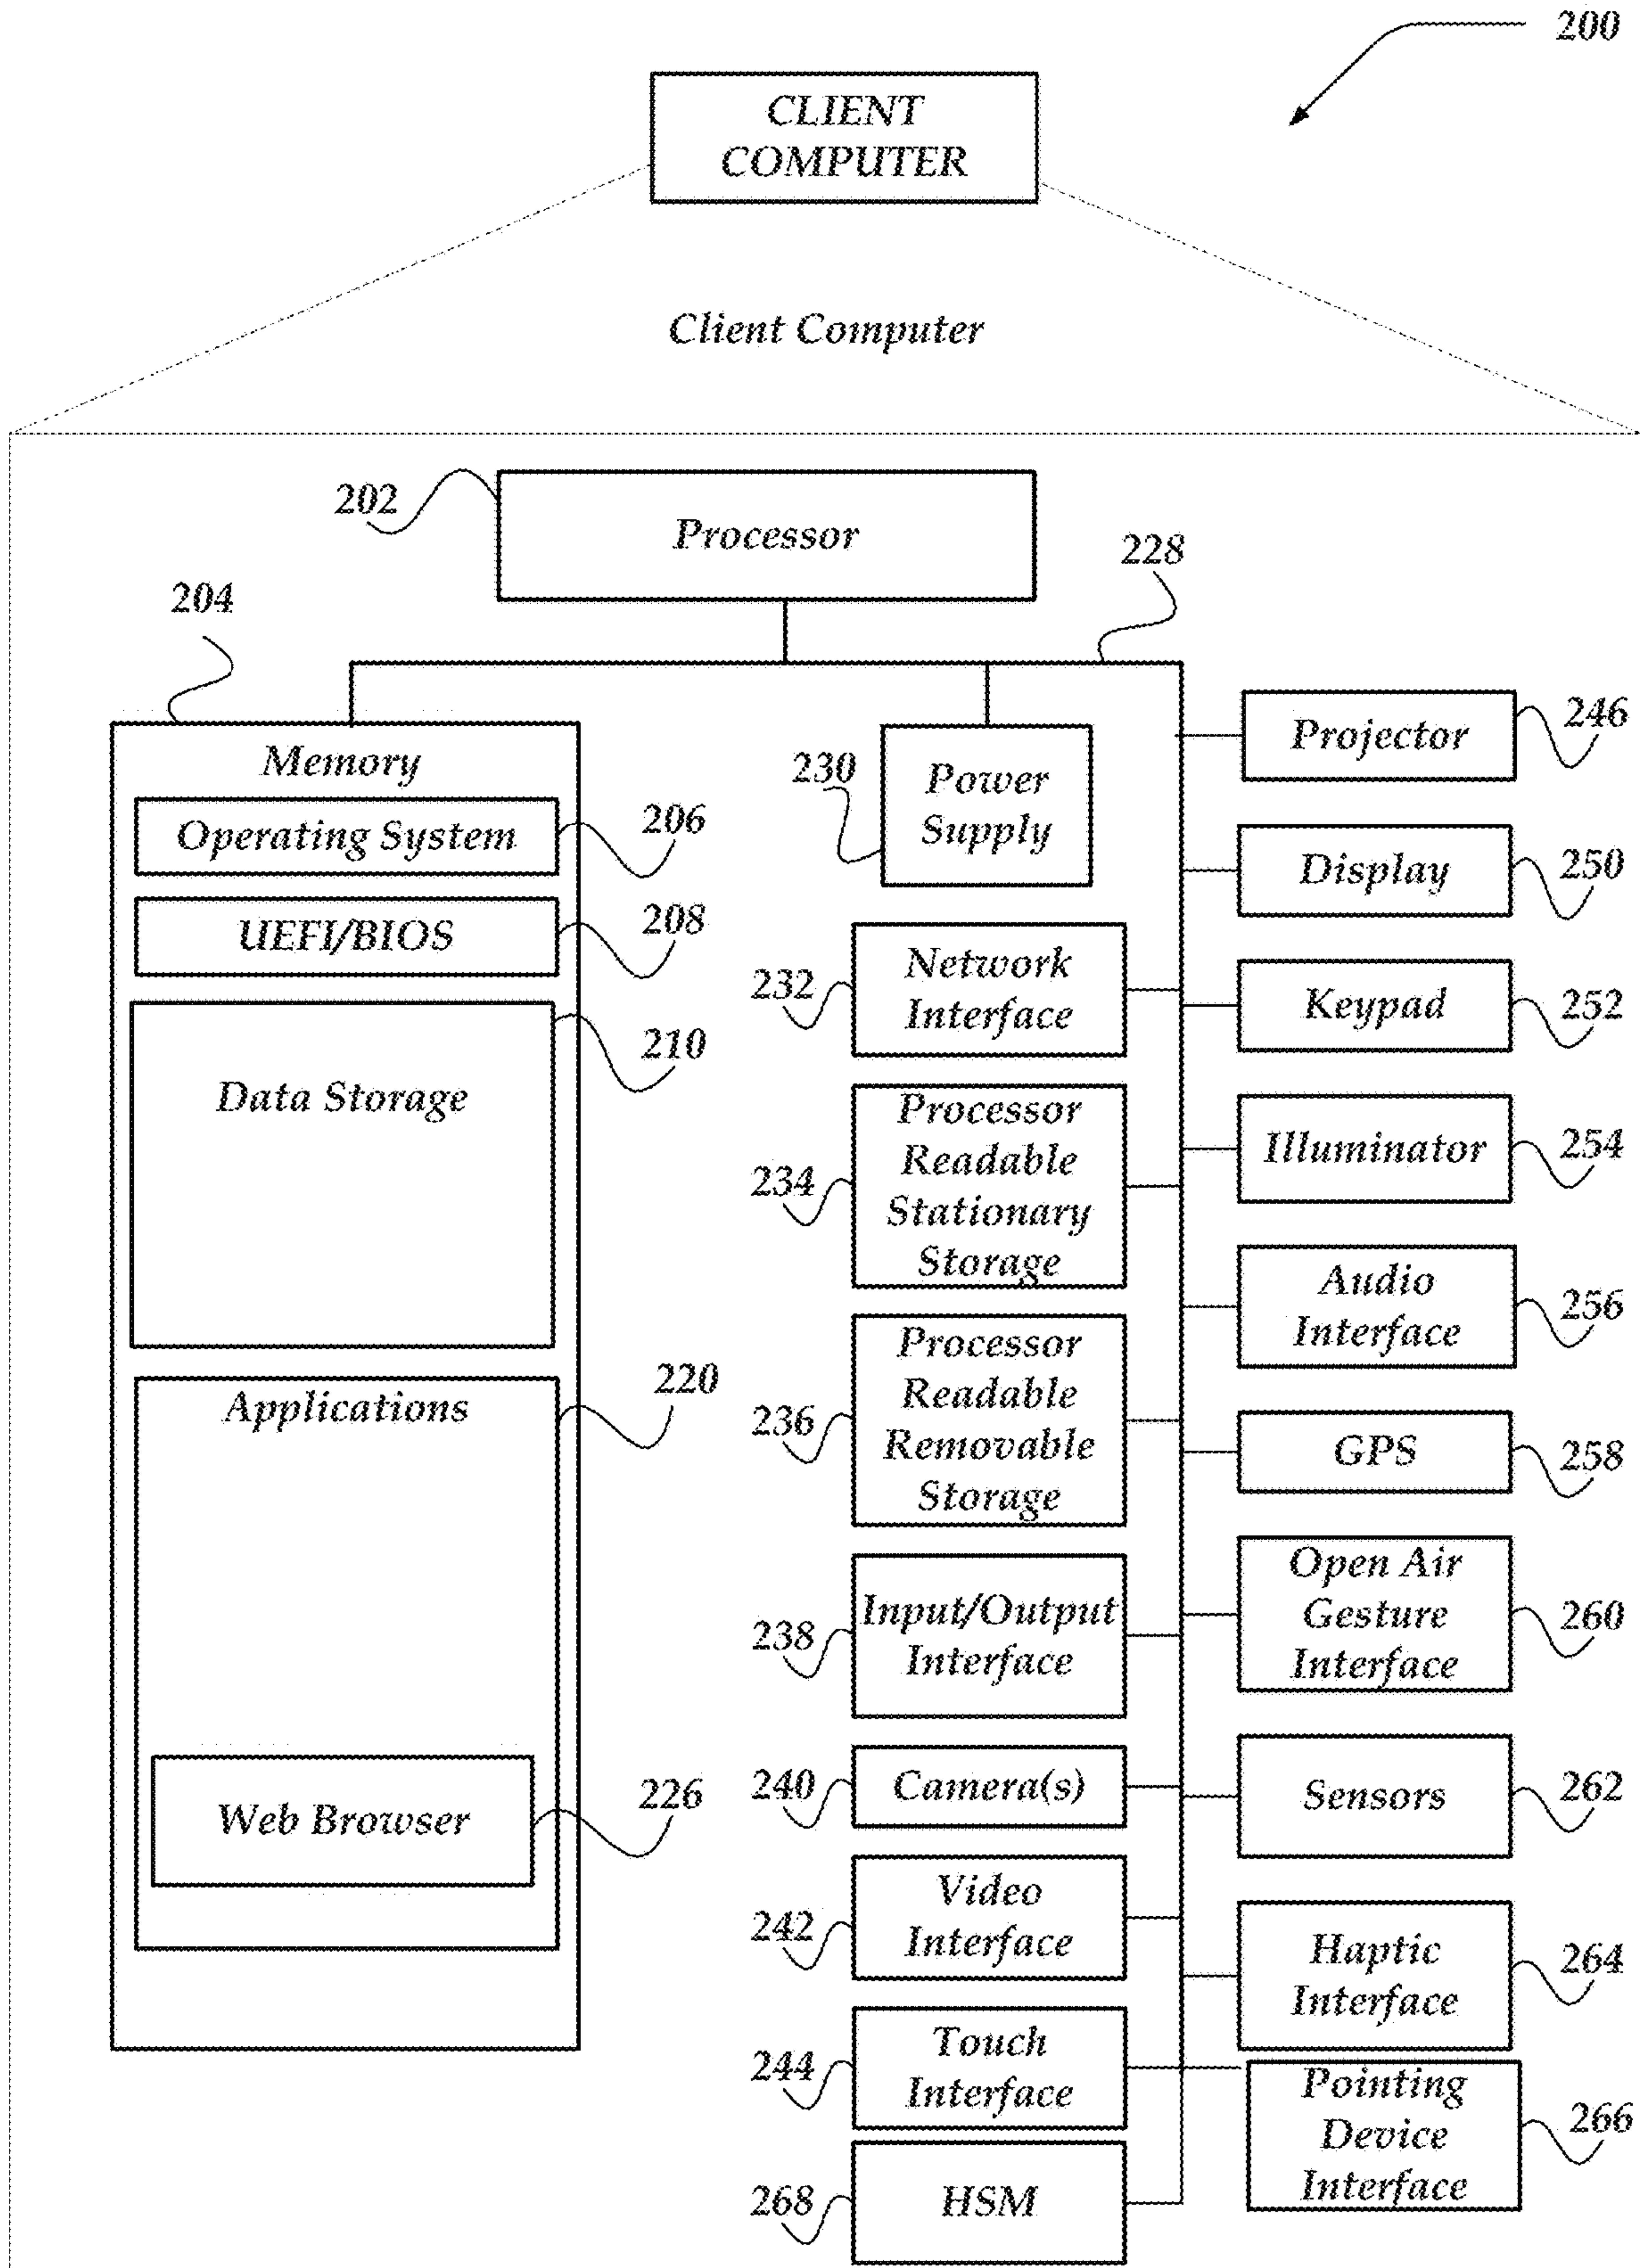 200
CLIENT
COMPUTER
Client Computer
202
Processor
228
204
Memory
Operating System
206
UEFI/BIOS
208
Data Storage
210
Applications
220
Web Browser
226
230
Power
Supply
232
Network
Interface
234
Processor
Readable
Stationary
Storage
236
Processor
Readable
Removable
Storage
238
Input/Output
Interface
240
Camera(s)
242
Video
Interface
244
Touch
Interface
268
HSM
Projector
246
Display
250
Keypad
252
Illuminator
254
Audio
Interface
256
GPS
258
Open Air
Gesture
Interface
260
Sensors
262
Haptic
Interface
264
Pointing
Device
Interface
266